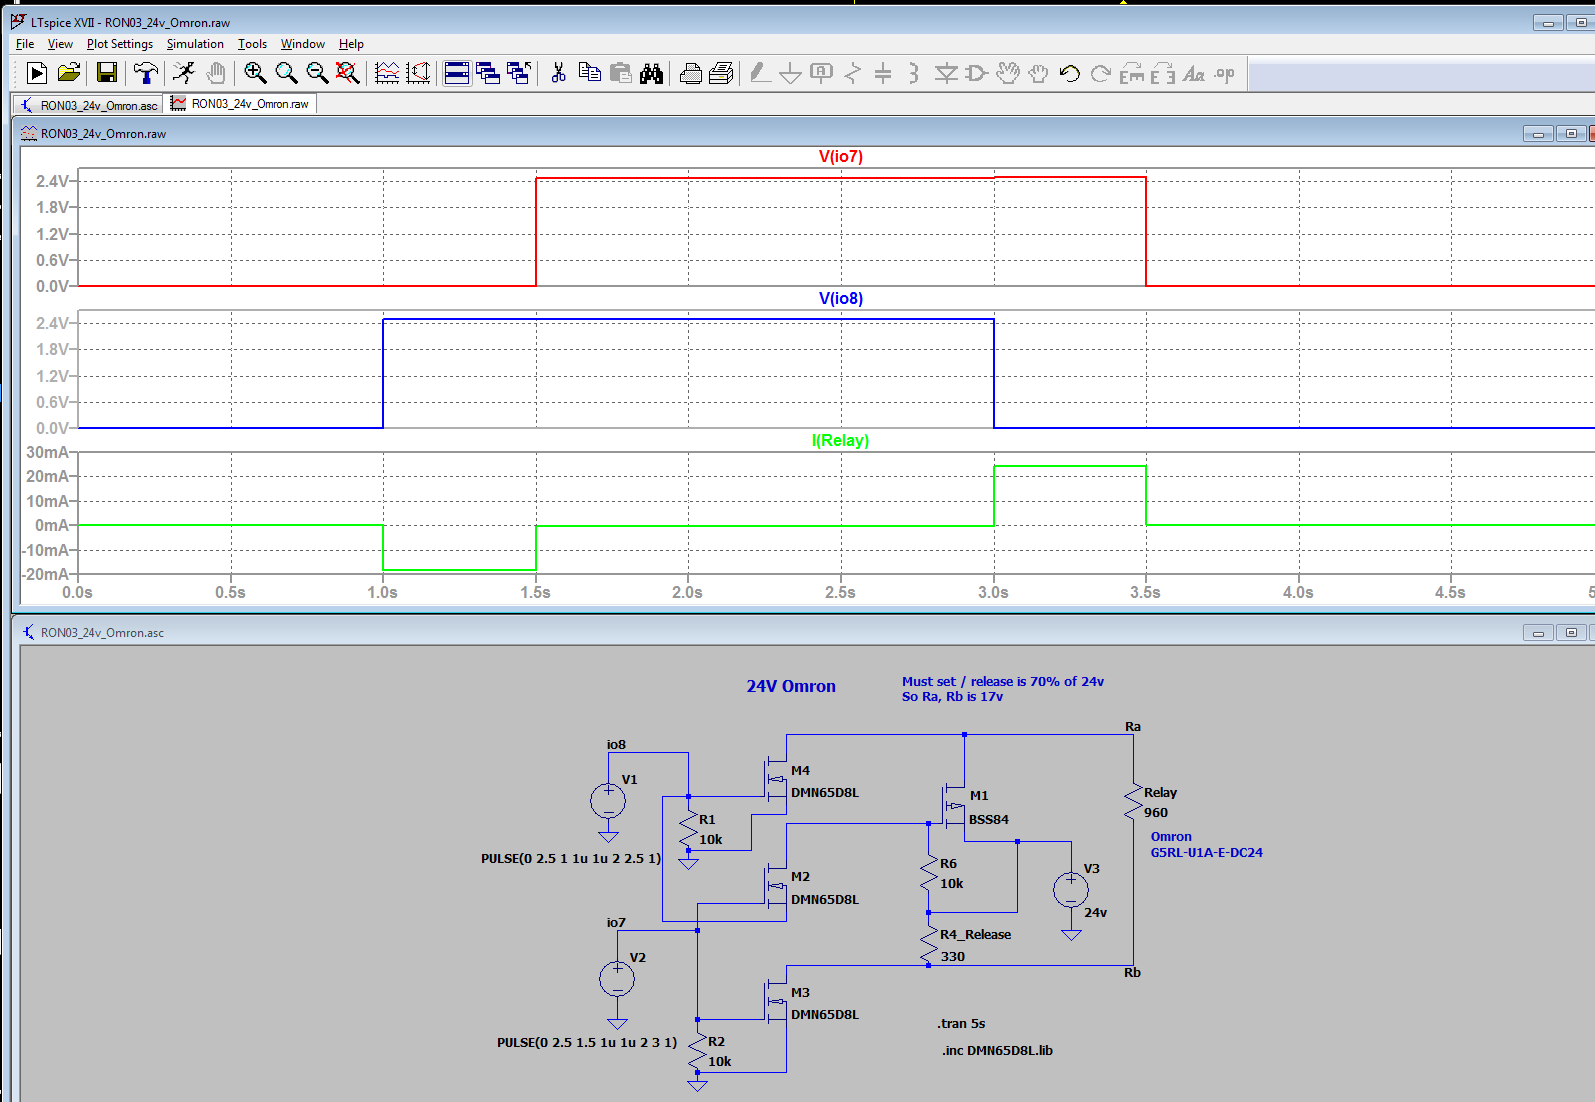 LTspice XVII - RON03_24v_Omron.raw
File View Plot Settings Simulation Tools Window Help
RON03_24v_Omron.asc RON03_24v_Omron.raw
RON03_24v_Omron.raw
V(io7)
2.4V
1.8V
1.2V
0.6V
0.0V
V(io8)
2.4V
1.8V
1.2V
0.6V
0.0V
I(Relay)
30mA
20mA
10mA
0mA
-10mA
-20mA
0.0s 0.5s 1.0s 1.5s 2.0s 2.5s 3.0s 3.5s 4.0s 4.5s
RON03_24v_Omron.asc
24V Omron
Must set / release is 70% of 24v
So Ra, Rb is 17v
Ra
io8
V1
M4
DMN65D8L
M1
BSS84
Relay
960
Omron
G5RL-U1A-E-DC24
R1
10k
PULSE(0 2.5 1 1u 1u 2 2.5 1)
M2
DMN65D8L
R6
10k
V3
24v
io7
V2
R4_Release
330
Rb
M3
DMN65D8L
.tran 5s
PULSE(0 2.5 1.5 1u 1u 2 3 1)
R2
10k
.inc DMN65D8L.lib